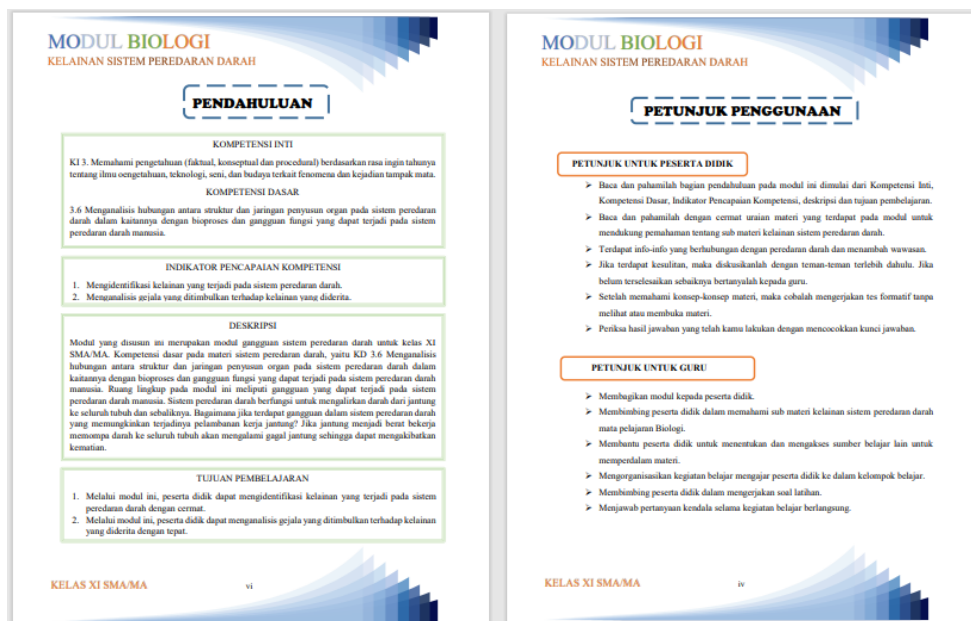 MODUL BIOLOGI
KELAINAN SISTEM PEREDARAN DARAH
PENDAHULUAN
KOMPETENSI INTI
KI 3. Memahami pengetahuan (faktual, konseptual dan procedural) berdasarkan rasa ingin tahunya
tentang ilmu oengetahuan, teknologi, seni, dan budaya terkait fenomena dan kejadian tampak mata.
KOMPETENSI DASAR
3.6 Menganalisis hubungan antara struktur dan jaringan penyusun organ pada sistem peredaran
darah dalam kaitannya dengan bioproses dan gangguan fungsi yang dapat terjadi pada sistem
peredaran darah manusia.
INDIKATOR PENCAPAIAN KOMPETENSI
1. Mengidentifikasi kelainan yang terjadi pada sistem peredaran darah.
2. Menganalisis gejala yang ditimbulkan terhadap kelainan yang diderita.
DESKRIPSI
Modul yang disusun ini merupakan modul gangguan sistem peredaran darah untuk kelas XI
SMA/MA. Kompetensi dasar pada materi sistem peredaran darah, yaitu KD 3.6 Menganalisis
hubungan antara struktur dan jaringan penyusun organ pada sistem peredaran darah dalam
kaitannya dengan bioproses dan gangguan fungsi yang dapat terjadi pada sistem peredaran darah
manusia. Ruang lingkup pada modul ini meliputi gangguan yang dapat terjadi pada sistem
peredaran darah manusia. Sistem peredaran darah berfungsi untuk mengalirkan darah dari jantung
ke seluruh tubuh dan sebaliknya. Bagaimana jika terdapat gangguan dalam sistem peredaran darah
yang memungkinkan terjadinya pelambanan kerja jantung? Jika jantung menjadi berat bekerja
memompa darah ke seluruh tubuh akan mengalami gagal jantung sehingga dapat mengakibatkan
kematian.
TUJUAN PEMBELAJARAN
1. Melalui modul ini, peserta didik dapat mengidentifikasi kelainan yang terjadi pada sistem
peredaran darah dengan cermat.
2. Melalui modul ini, peserta didik dapat menganalisis gejala yang ditimbulkan terhadap kelainan
yang diderita dengan tepat.
KELAS XI SMA/MA
vi
MODUL BIOLOGI
KELAINAN SISTEM PEREDARAN DARAH
PETUNJUK PENGGUNAAN
PETUNJUK UNTUK PESERTA DIDIK
➢ Baca dan pahamilah bagian pendahuluan pada modul ini dimulai dari Kompetensi Inti,
Kompetensi Dasar, Indikator Pencapaian Kompetensi, deskripsi dan tujuan pembelajaran.
➢ Baca dan pahamilah dengan cermat uraian materi yang terdapat pada modul untuk
mendukung pemahaman tentang sub materi kelainan sistem peredaran darah.
➢ Terdapat info-info yang berhubungan dengan peredaran darah dan menambah wawasan.
➢ Jika terdapat kesulitan, maka diskusikanlah dengan teman-teman terlebih dahulu. Jika
belum terselesaikan sebaiknya bertanyalah kepada guru.
➢ Setelah memahami konsep-konsep materi, maka cobalah mengerjakan tes formatif tanpa
melihat atau membuka materi.
➢ Periksa hasil jawaban yang telah kamu lakukan dengan mencocokkan kunci jawaban.
PETUNJUK UNTUK GURU
➢ Membagikan modul kepada peserta didik.
➢ Membimbing peserta didik dalam memahami sub materi kelainan sistem peredaran darah
mata pelajaran Biologi.
➢ Membantu peserta didik untuk menentukan dan mengakses sumber belajar lain untuk
memperdalam materi.
➢ Mengorganisasikan kegiatan belajar mengajar peserta didik ke dalam kelompok belajar.
➢ Membimbing peserta didik dalam mengerjakan soal latihan.
➢ Menjawab pertanyaan kendala selama kegiatan belajar berlangsung.
KELAS XI SMA/MA
iv